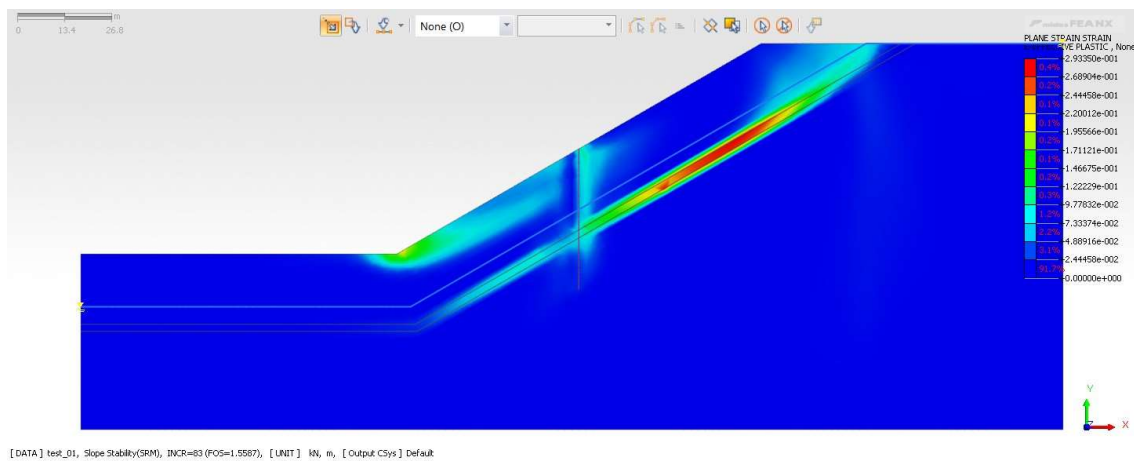 m
0 13.4 26.8
None (O)
FEANX
PLANE STRAIN STRAIN
IVE PLASTIC , None
0.4%
0.2%
0.1%
0.1%
0.2%
0.1%
0.2%
0.3%
1.2%
2.2%
3.1%
91.7%
+2.93350e-001
+2.68904e-001
+2.44458e-001
+2.20012e-001
+1.95566e-001
+1.71121e-001
+1.46675e-001
+1.22229e-001
+9.77832e-002
+7.33374e-002
+4.88916e-002
+2.44458e-002
0.00000e+000
Y
X
[ DATA ] test_01, Slope Stability(SRM), INCR=83 (FOS=1.5587), [ UNIT ] kN, m, [ Output CSys ] Default